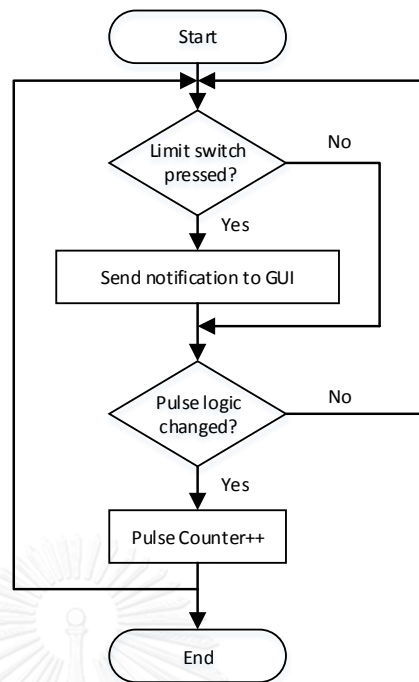 Start
Limit switch
pressed?
No
Yes
Send notification to GUI
Pulse logic
changed?
No
Yes
Pulse Counter++
End